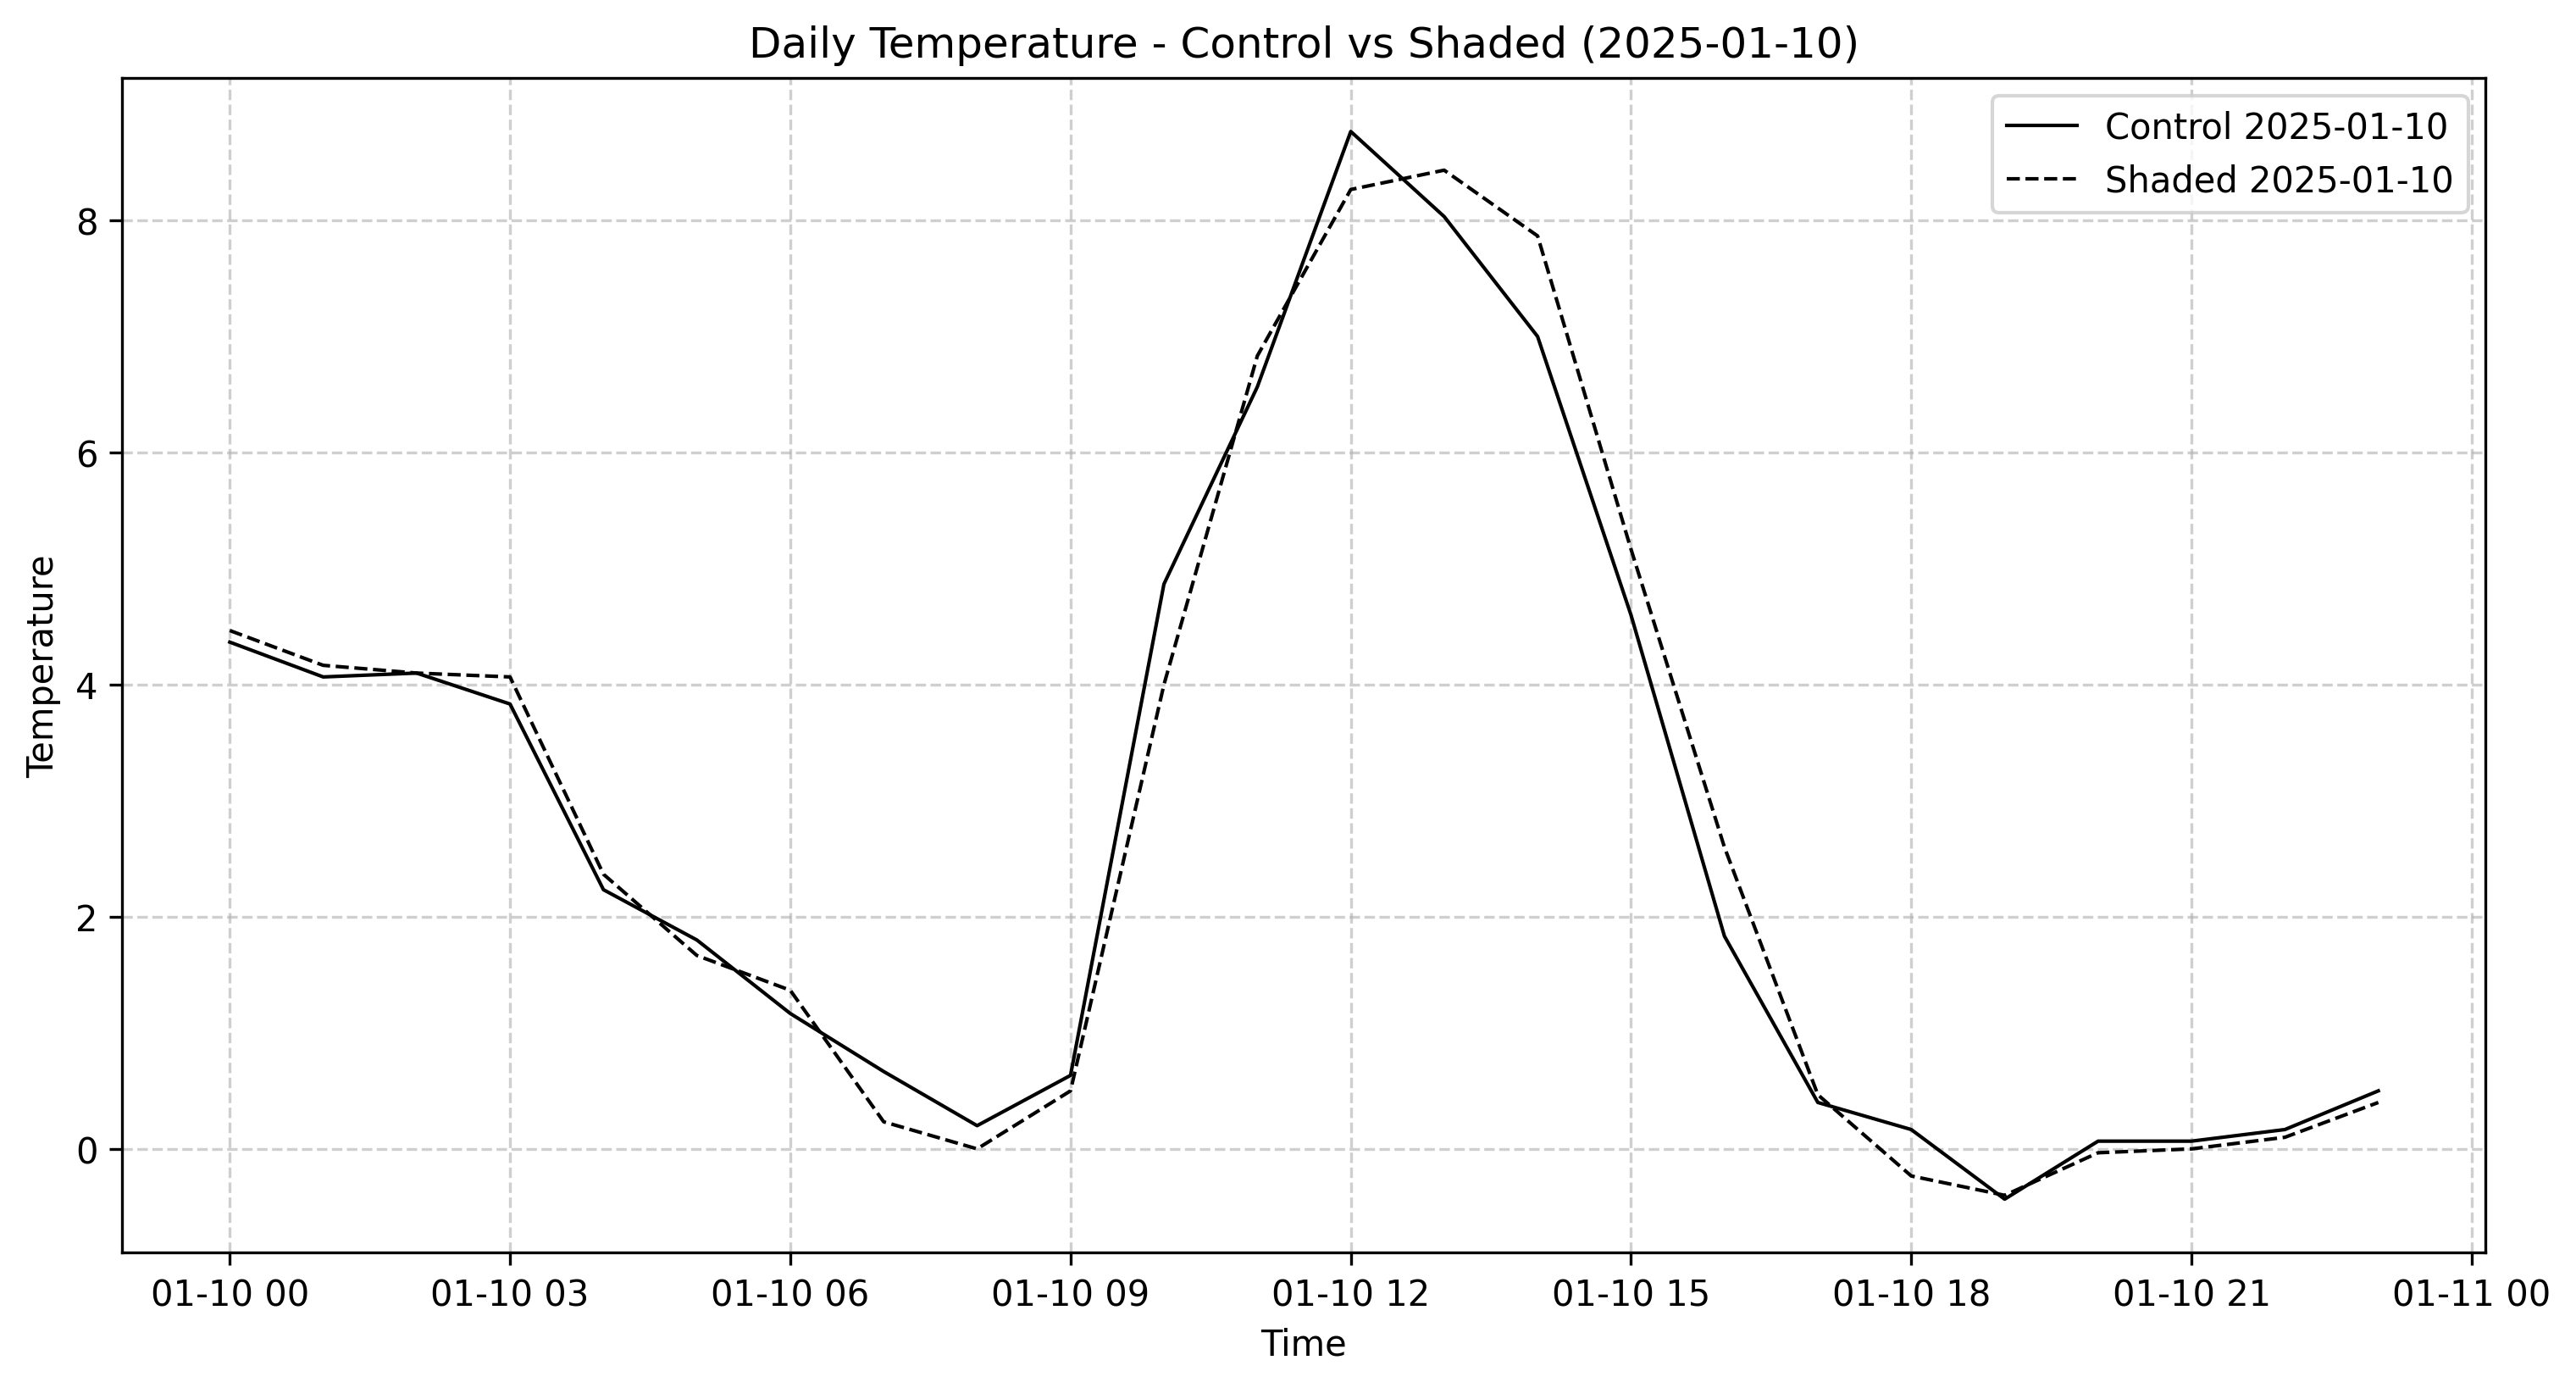 Daily Temperature - Control vs Shaded (2025-01-10)
Control 2025-01-10
Shaded 2025-01-10
8
6
4
2
0
Temperature
01-10 00
01-10 03
01-10 06
01-10 09
01-10 12
01-10 15
01-10 18
01-10 21
01-11 00
Time